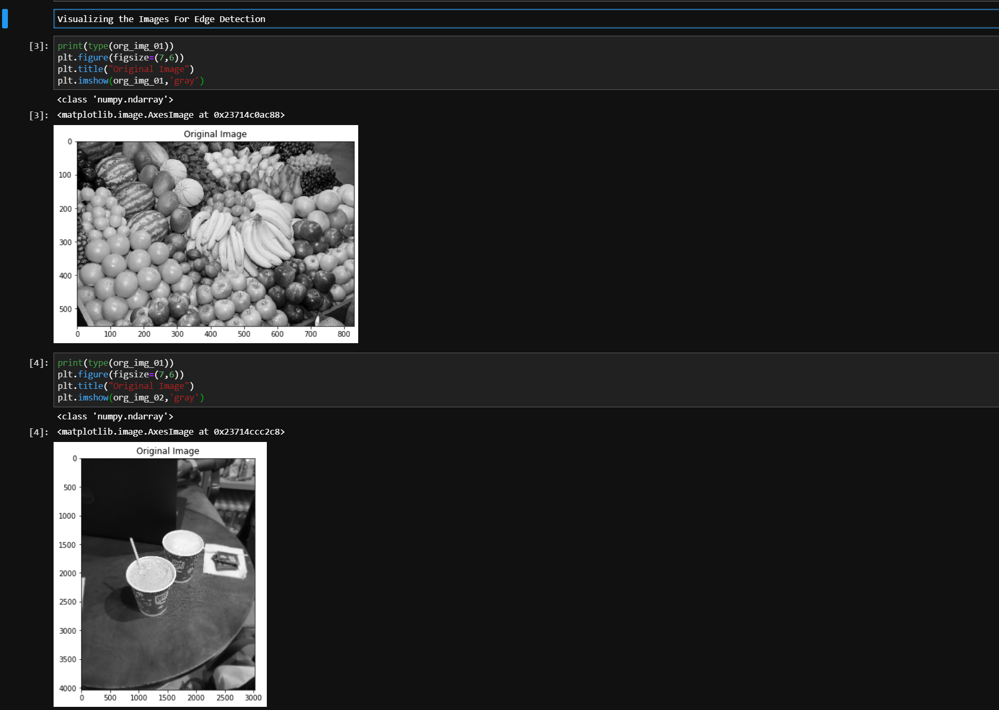 Visualizing the Images For Edge Detection
[3]: print(type(org_img_01))
plt.figure(figsize=(7,6))
plt.title("Original Image")
plt.imshow(org_img_01,'gray')
<class 'numpy.ndarray'>
[3]: <matplotlib.image.AxesImage at 0x23714c0ac88>
Original Image
0
100
200
300
400
500
0 100 200 300 400 500 600 700 800
[4]: print(type(org_img_01))
plt.figure(figsize=(7,6))
plt.title("Original Image")
plt.imshow(org_img_02,'gray')
<class 'numpy.ndarray'>
[4]: <matplotlib.image.AxesImage at 0x23714ccc2c8>
Original Image
0
500
1000
1500
2000
2500
3000
3500
4000
0 500 1000 1500 2000 2500 3000